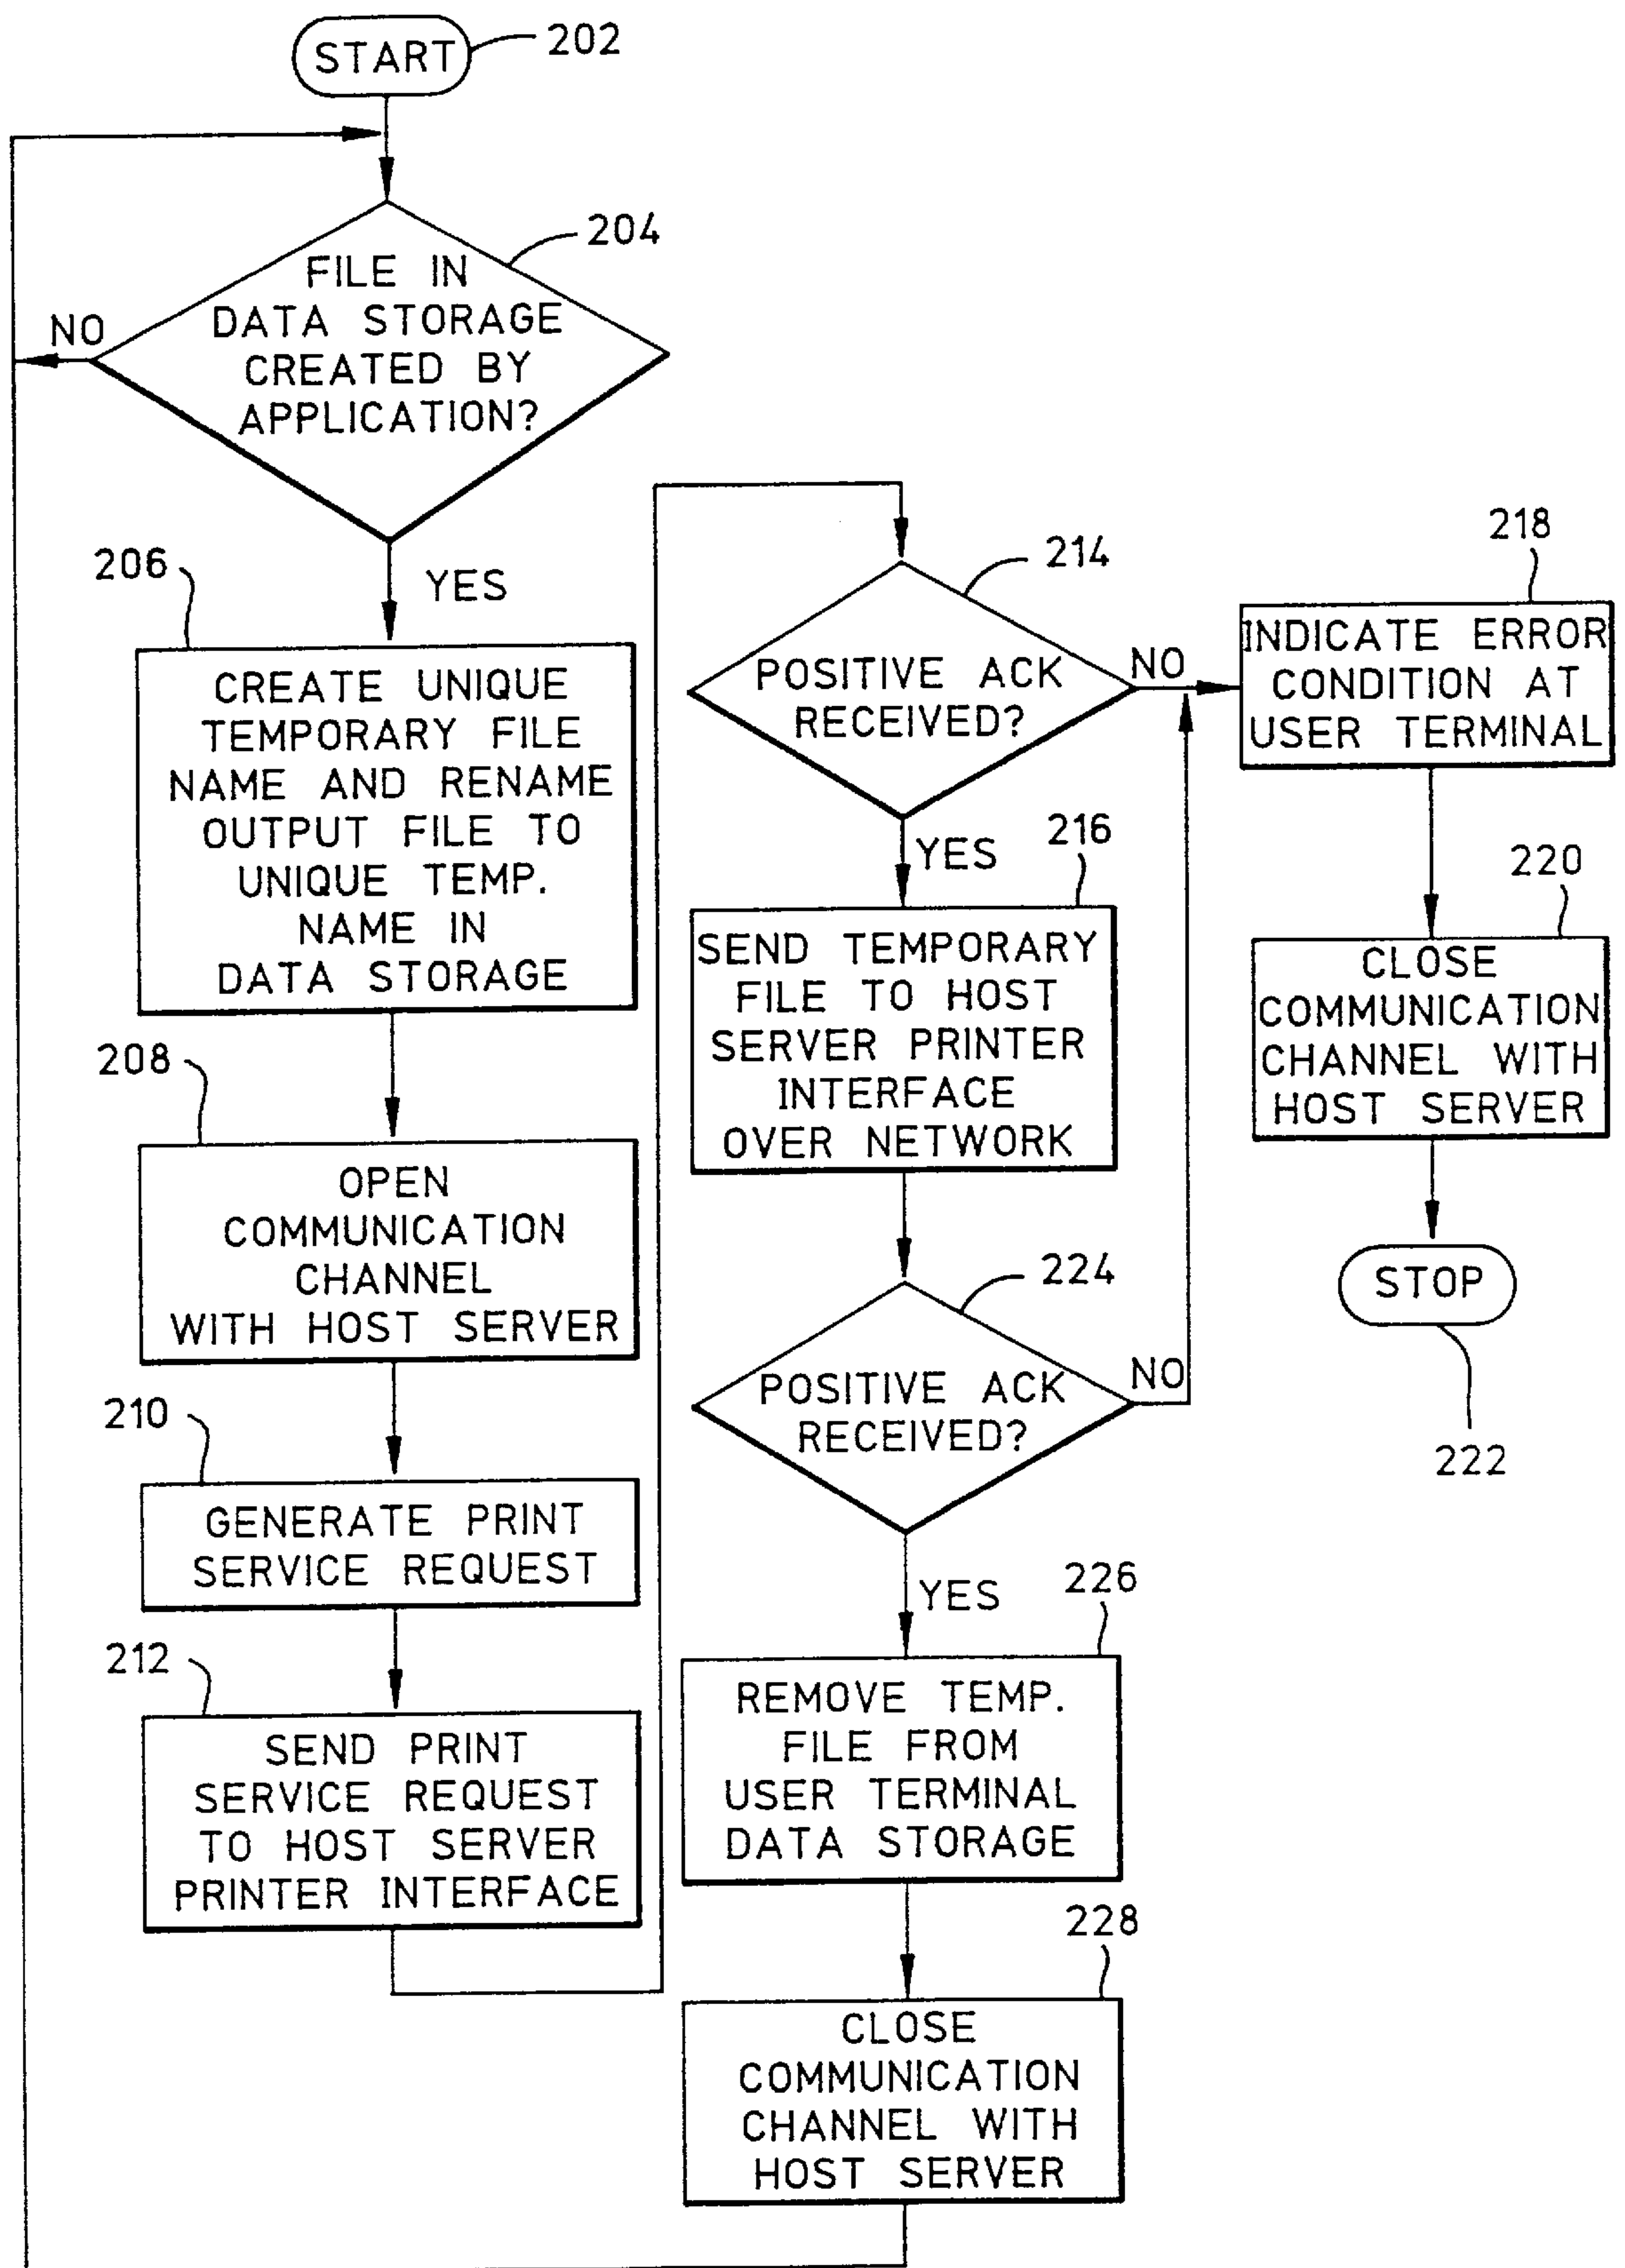 START
202
204
FILE IN
DATA STORAGE
CREATED BY
APPLICATION?
NO
YES
206
CREATE UNIQUE
TEMPORARY FILE
NAME AND RENAME
OUTPUT FILE TO
UNIQUE TEMP.
NAME IN
DATA STORAGE
208
OPEN
COMMUNICATION
CHANNEL
WITH HOST SERVER
210
GENERATE PRINT
SERVICE REQUEST
212
SEND PRINT
SERVICE REQUEST
TO HOST SERVER
PRINTER INTERFACE
214
POSITIVE ACK
RECEIVED?
NO
YES
216
SEND TEMPORARY
FILE TO HOST
SERVER PRINTER
INTERFACE
OVER NETWORK
224
POSITIVE ACK
RECEIVED?
NO
YES
226
REMOVE TEMP.
FILE FROM
USER TERMINAL
DATA STORAGE
228
CLOSE
COMMUNICATION
CHANNEL WITH
HOST SERVER
218
INDICATE ERROR
CONDITION AT
USER TERMINAL
220
CLOSE
COMMUNICATION
CHANNEL WITH
HOST SERVER
STOP
222